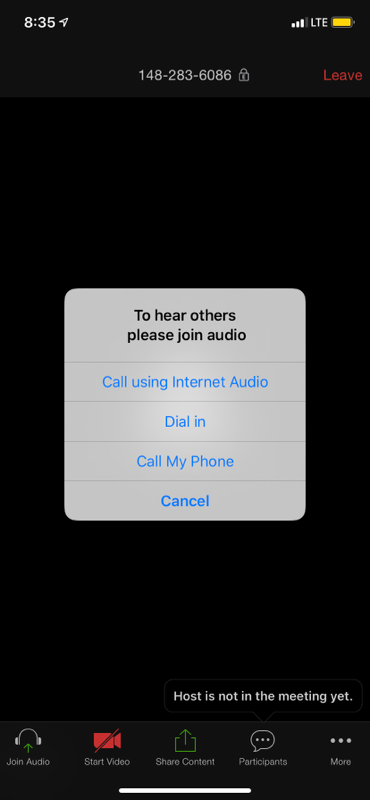 8:35 LTE
148-283-6086 Leave
To hear others
please join audio
Call using Internet Audio
Dial in
Call My Phone
Cancel
Host is not in the meeting yet.
Join Audio Start Video Share Content Participants More